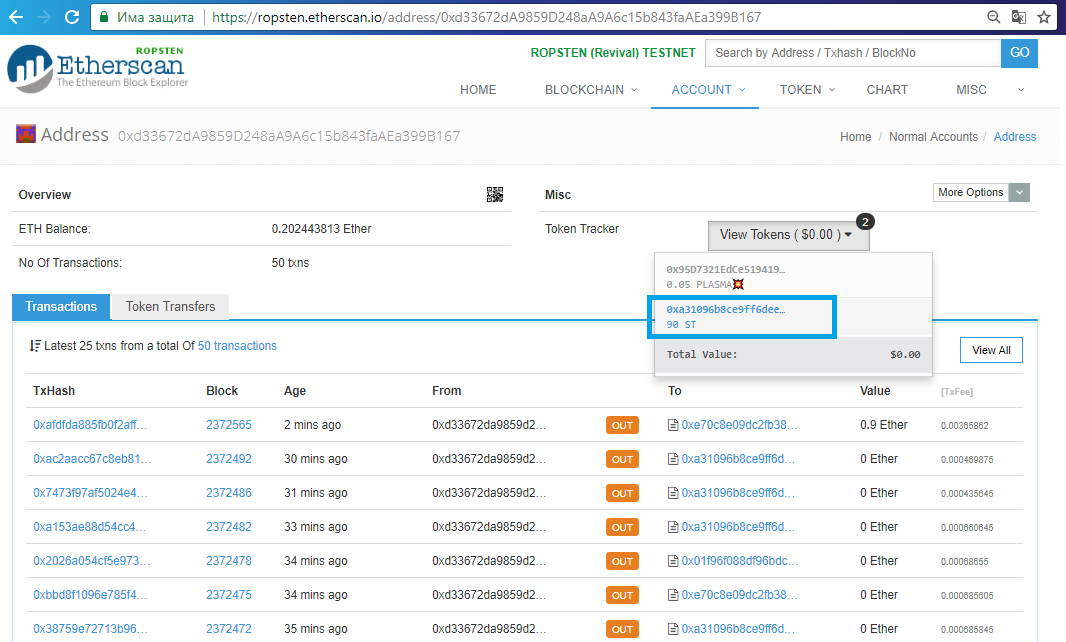 Има защита https://ropsten.etherscan.io/address/0xd33672dA9859D248aA9A6c15b843faAEa399B167
ROPSTEN
Etherscan
The Ethereum Block Explorer
ROPSTEN (Revival) TESTNET Search by Address / Txhash / BlockNo GO
HOME BLOCKCHAIN ACCOUNT TOKEN CHART MISC
Address 0xd33672dA9859D248aA9A6c15b843faAEa399B167 Home / Normal Accounts / Address
Overview
ETH Balance: 0.202443813 Ether
No Of Transactions: 50 txns
Misc More Options
Token Tracker View Tokens ( $0.00 ) 2
0x95D7321EdCe519419…
0.05 PLASMA
0xa31096b8ce9ff6dee…
90 ST
Total Value: $0.00
Transactions Token Transfers
Latest 25 txns from a total Of 50 transactions View All
TxHash Block Age From To Value [TxFee]
0xafdfda885fb0f2aff… 2372565 2 mins ago 0xd33672da9859d2… OUT 0xe70c8e09dc2fb38… 0.9 Ether 0.00365862
0xac2aacc67c8eb81… 2372492 30 mins ago 0xd33672da9859d2… OUT 0xa31096b8ce9ff6d… 0 Ether 0.000469875
0x7473f97af5024e4… 2372486 31 mins ago 0xd33672da9859d2… OUT 0xa31096b8ce9ff6d… 0 Ether 0.000435645
0xa153ae88d54cc4… 2372482 33 mins ago 0xd33672da9859d2… OUT 0xa31096b8ce9ff6d… 0 Ether 0.000660645
0x2026a054cf5e973… 2372478 34 mins ago 0xd33672da9859d2… OUT 0x01f96f088df96bdc… 0 Ether 0.00068655
0xbbd8f1096e785f4… 2372475 34 mins ago 0xd33672da9859d2… OUT 0xe70c8e09dc2fb38… 0 Ether 0.000685605
0x38759e72713b96… 2372472 35 mins ago 0xd33672da9859d2… OUT 0xa31096b8ce9ff6d… 0 Ether 0.000685845